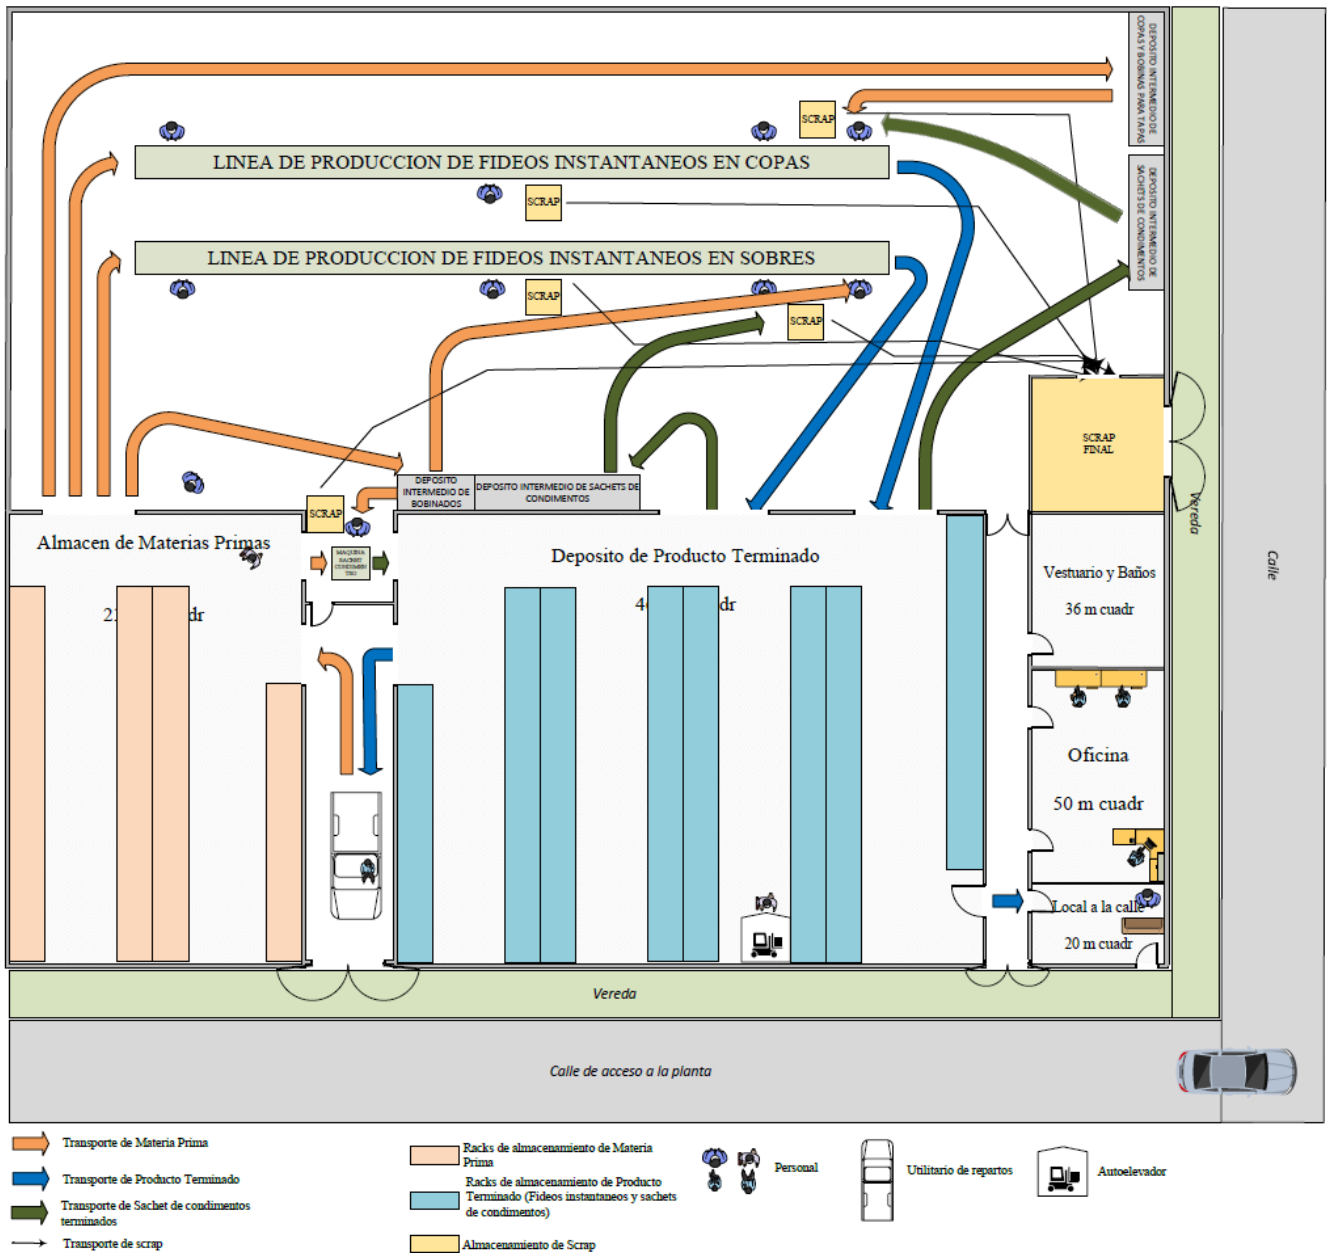 DEPOSITO INTERMEDIO DE
COPAS Y BOBINAS PARA TAPAS
SCRAP
LINEA DE PRODUCCION DE FIDEOS INSTANTANEOS EN COPAS
DEPOSITO INTERMEDIO DE
SACHETS DE CONDIMENTOS
SCRAP
LINEA DE PRODUCCION DE FIDEOS INSTANTANEOS EN SOBRES
SCRAP
SCRAP
SCRAP
FINAL
DEPOSITO
INTERMEDIO DE
BOBINADOS
DEPOSITO INTERMEDIO DE SACHETS DE
CONDIMENTOS
SCRAP
Vereda
Almacen de Materias Primas
MAQUINA
SACHET
CONDIMEN
TOO
Deposito de Producto Terminado
Vestuario y Baños
36 m cuadr
Calle
Oficina
50 m cuadr
Local a la calle
20 m cuadr
Vereda
Calle de acceso a la planta
Transporte de Materia Prima
Transporte de Producto Terminado
Transporte de Sachet de condimentos
terminados
Transporte de scrap
Racks de almacenamiento de Materia
Prima
Racks de almacenamiento de Producto
Terminado (Fideos instantaneos y sachets
de condimentos)
Almacenamiento de Scrap
Personal
Utilitario de repartos
Autoelevador